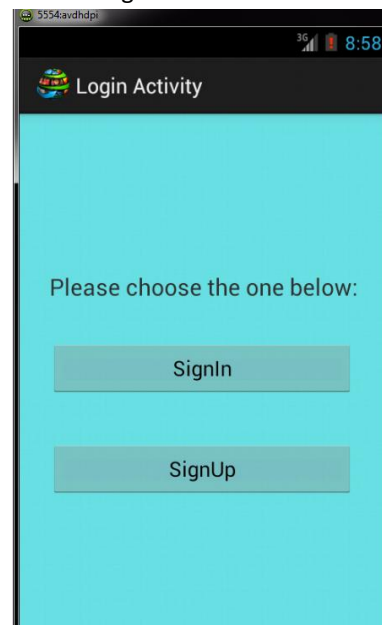 5554:avdhdpi
3G 8:58
Login Activity
Please choose the one below:
SignIn
SignUp